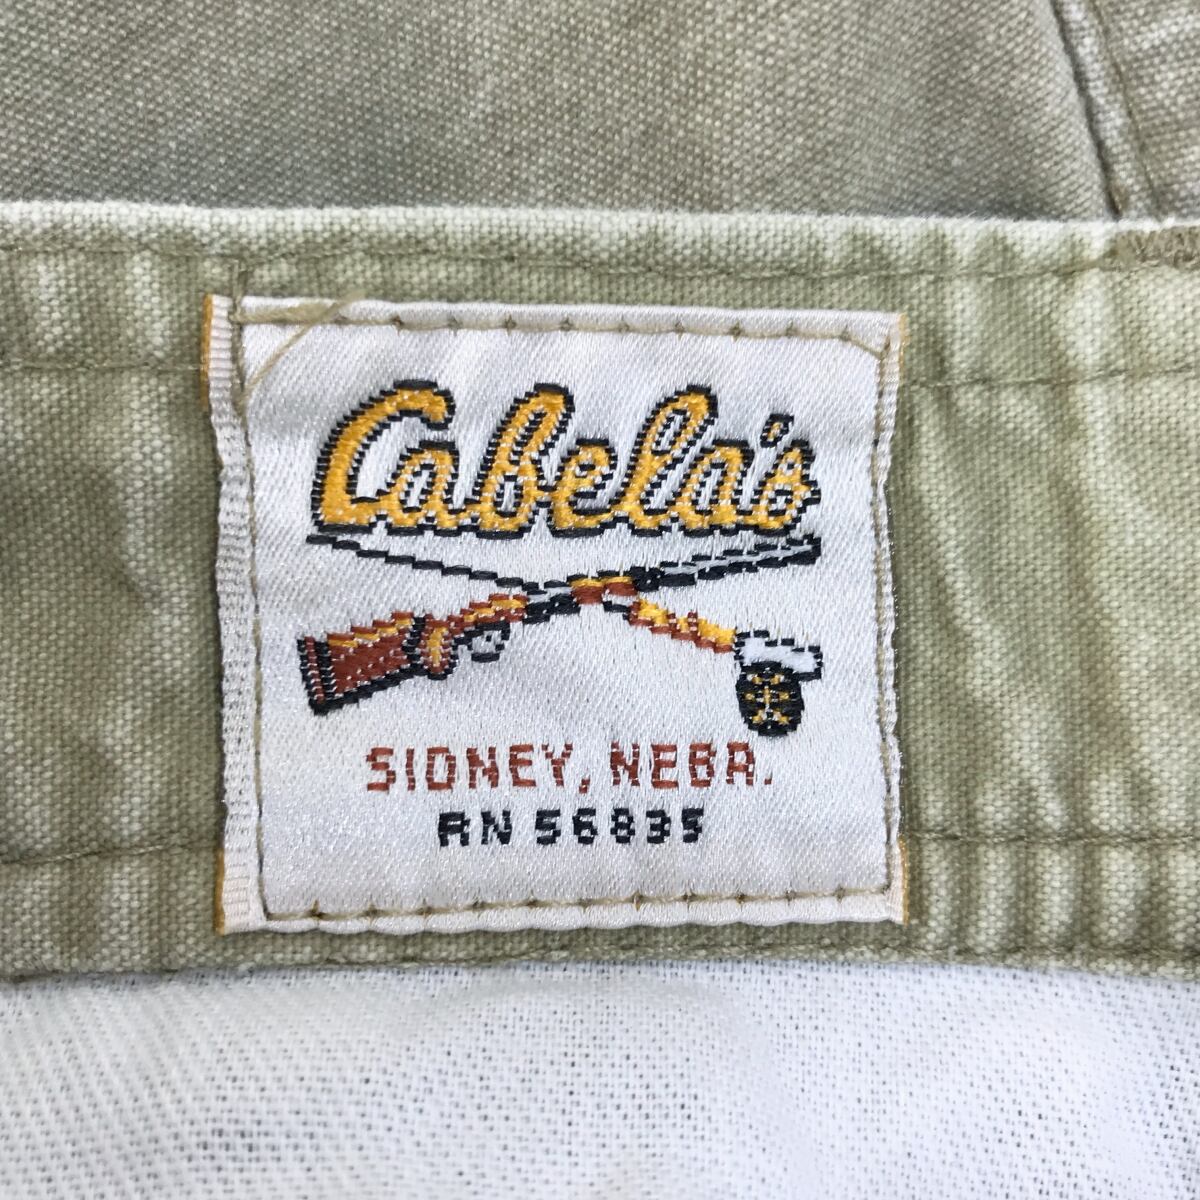 Cabela's
SIDNEY, NEBR.
RN 56835